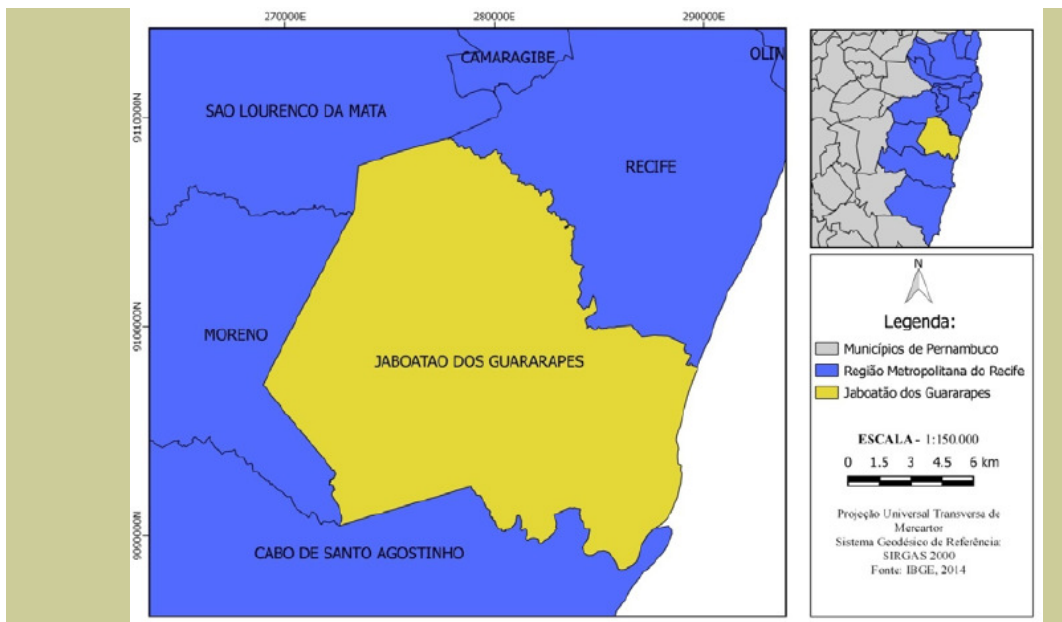 270000E
280000E
290000E
CAMARAGIBE
OLIN
SAO LOURENCO DA MATA
9110000N
RECIFE
MORENO
9100000N
JABOATAO DOS GUARARAPES
9000000N
CABO DE SANTO AGOSTINHO
N
Legenda:
Municípios de Pernambuco
Região Metropolitana do Recife
Jaboatão dos Guararapes
ESCALA - 1:150.000
0 1.5 3 4.5 6 km
Projeção Universal Transversa de
Mercartor
Sistema Geodésico de Referência:
SIRGAS 2000
Fonte: IBGE, 2014